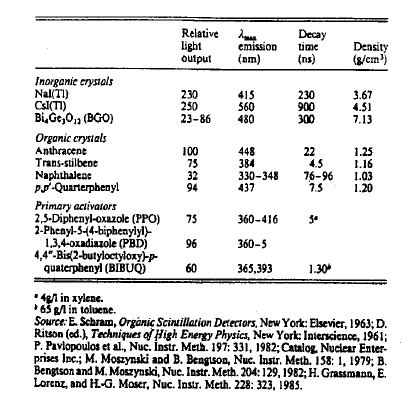 Relative light output λmax emission (nm) Decay time (ns) Density (g/cm³)
Inorganic crystals
NaI(Tl) 230 415 230 3.67
CsI(Tl) 250 560 900 4.51
Bi₄Ge₃O₁₂ (BGO) 23–86 480 300 7.13
Organic crystals
Anthracene 100 448 22 1.25
Trans-stilbene 75 384 4.5 1.16
Naphthalene 32 330–348 76–96 1.03
p,p′-Quarterphenyl 94 437 7.5 1.20
Primary activators
2,5-Diphenyl-oxazole (PPO) 75 360–416 5ᵃ
2-Phenyl-5-(4-biphenylyl)-
1,3,4-oxadiazole (PBD) 96 360–5
4,4″-Bis(2-butyloctyloxy)-p-
quaterphenyl (BIBUQ) 60 365,393 1.30ᵇ
ᵃ 4g/l in xylene.
ᵇ 65 g/l in toluene.
Source: E. Schram, Organic Scintillation Detectors, New York: Elsevier, 1963; D.
Ritson (ed.), Techniques of High Energy Physics, New York: Interscience, 1961;
P. Pavlopoulos et al., Nuc. Instr. Meth. 197: 331, 1982; Catalog, Nuclear Enter-
prises Inc.; M. Moszynski and B. Bengtson, Nuc. Instr. Meth. 158: 1, 1979; B.
Bengtson and M. Moszynski, Nuc. Instr. Meth. 204: 129, 1982; H. Grassmann, E.
Lorenz, and H.-G. Moser, Nuc. Instr. Meth. 228: 323, 1985.